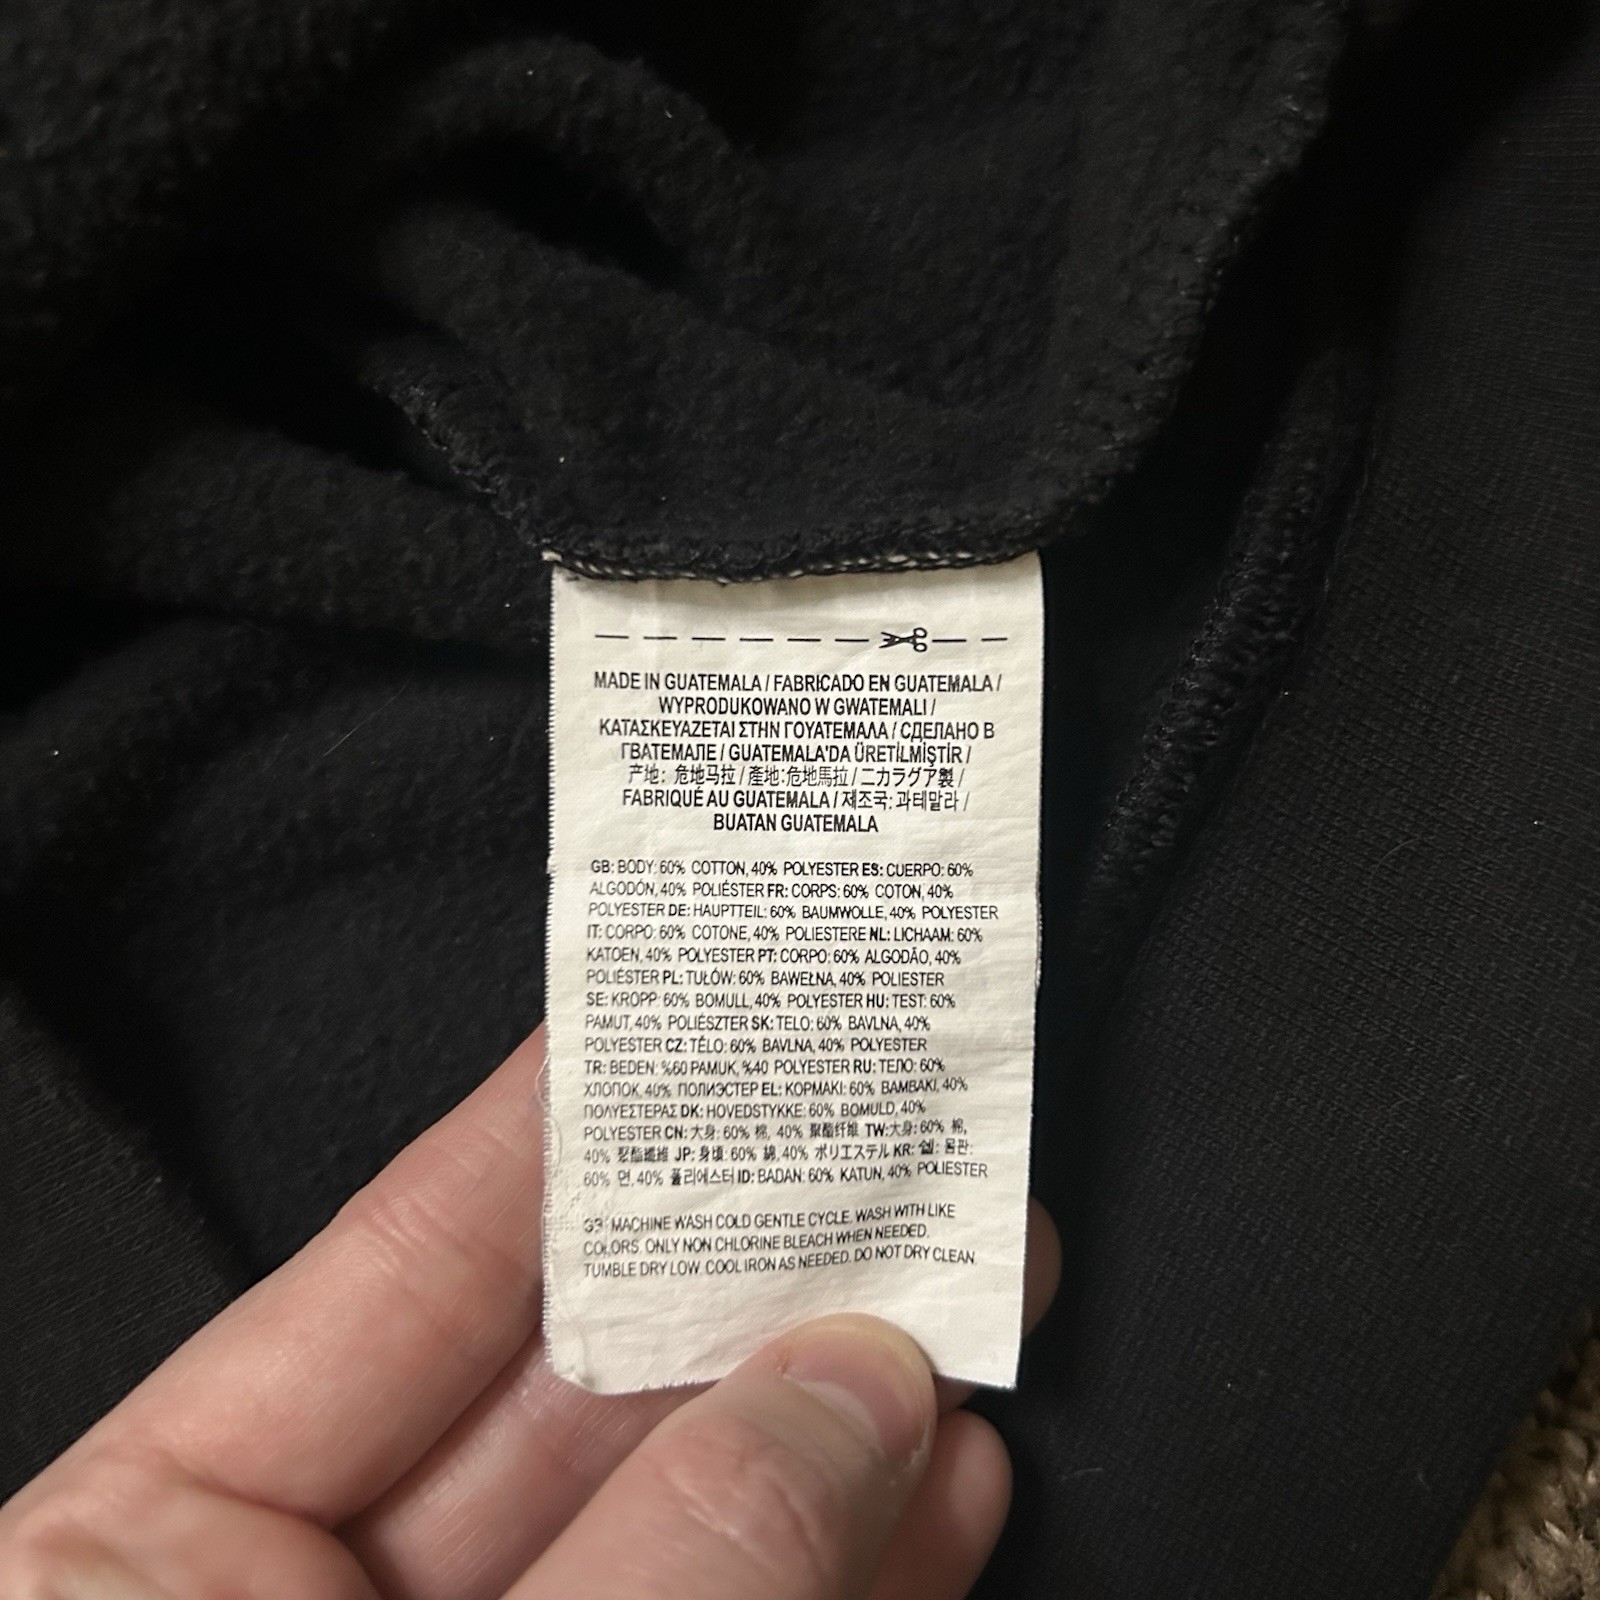 MADE IN GUATEMALA / FABRICADO EN GUATEMALA /
WYPRODUKOWANO W GWATEMALI /
ΚΑΤΑΣΚΕΥΑΖΕΤΑΙ ΣΤΗΝ ΓΟΥΑΤΕΜΑΛΑ / СДЕЛАНО В
ГВАТЕМАЛЕ / GUATEMALA'DA ÜRETİLMİŞTİR /
产地: 危地马拉 / 產地:危地馬拉 / ニカラグア製 /
FABRIQUÉ AU GUATEMALA / 제조국: 과테말라 /
BUATAN GUATEMALA
GB: BODY: 60% COTTON, 40% POLYESTER ES: CUERPO: 60%
ALGODÓN, 40% POLIÉSTER FR: CORPS: 60% COTON, 40%
POLYESTER DE: HAUPTTEIL: 60% BAUMWOLLE, 40% POLYESTER
IT: CORPO: 60% COTONE, 40% POLIESTERE NL: LICHAAM: 60%
KATOEN, 40% POLYESTER PT: CORPO: 60% ALGODÃO, 40%
POLIÉSTER PL: TUŁÓW: 60% BAWEŁNA, 40% POLIESTER
SE: KROPP: 60% BOMULL, 40% POLYESTER HU: TEST: 60%
PAMUT, 40% POLIÉSZTER SK: TELO: 60% BAVLNA, 40%
POLYESTER CZ: TĚLO: 60% BAVLNA, 40% POLYESTER
TR: BEDEN: %60 PAMUK, %40 POLYESTER RU: ТЕЛО: 60%
ХЛОПОК, 40% ПОЛИЭСТЕР EL: ΚΟΡΜΑΚΙ: 60% ΒΑΜΒΑΚΙ, 40%
ΠΟΛΥΕΣΤΕΡΑΣ DK: HOVEDSTYKKE: 60% BOMULD, 40%
POLYESTER CN: 大身: 60% 棉, 40% 聚酯纤维 TW:大身: 60% 綿,
40% 聚酯纖維 JP: 身頃: 60% 綿, 40% ポリエステル KR: 쉘: 몸판:
60% 면, 40% 폴리에스터 ID: BADAN: 60% KATUN, 40% POLIESTER
GB: MACHINE WASH COLD GENTLE CYCLE. WASH WITH LIKE
COLORS. ONLY NON CHLORINE BLEACH WHEN NEEDED.
TUMBLE DRY LOW. COOL IRON AS NEEDED. DO NOT DRY CLEAN.